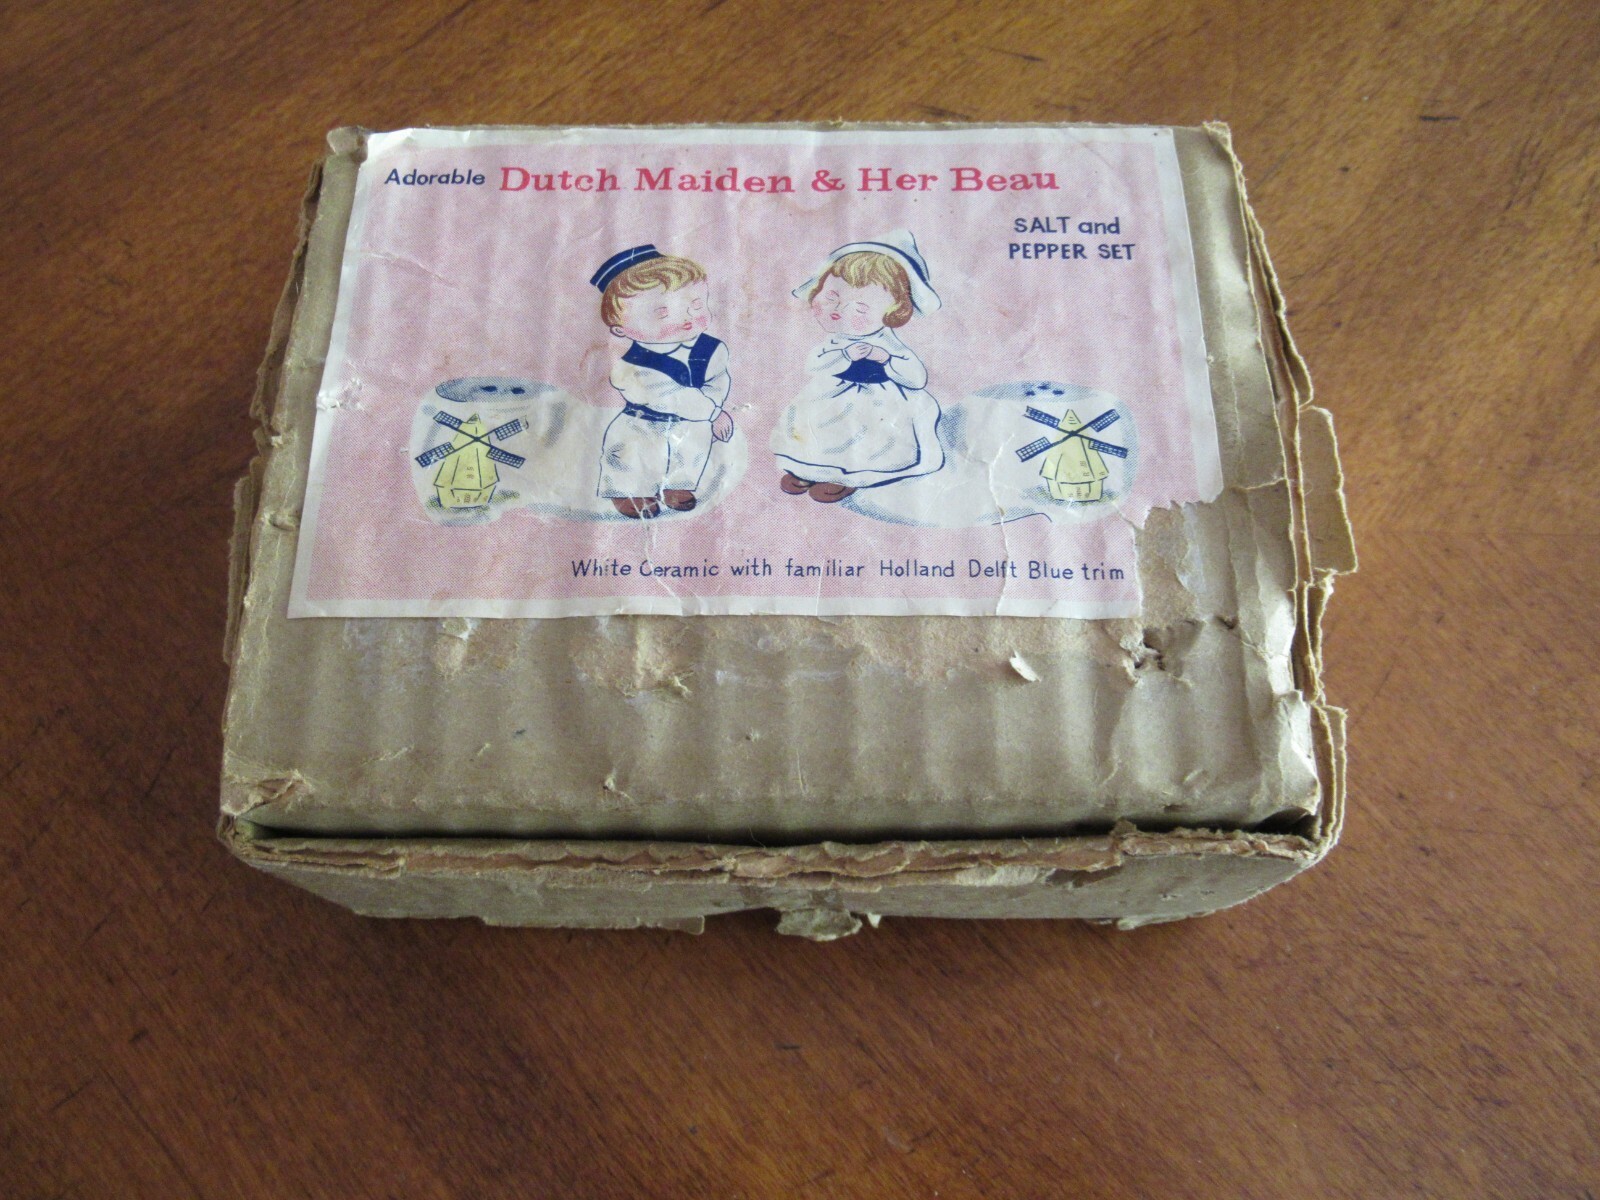 Adorable Dutch Maiden & Her Beau
SALT and
PEPPER SET
White Ceramic with familiar Holland Delft Blue trim